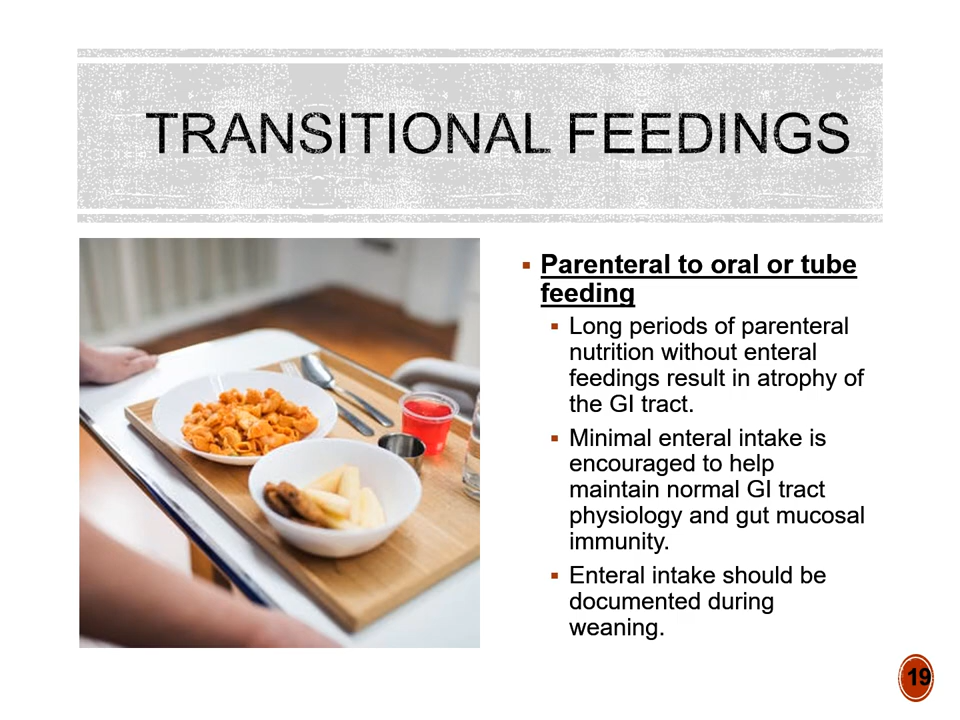 TRANSITIONAL FEEDINGS
▪ Parenteral to oral or tube
feeding
▪ Long periods of parenteral
nutrition without enteral
feedings result in atrophy of
the GI tract.
▪ Minimal enteral intake is
encouraged to help
maintain normal GI tract
physiology and gut mucosal
immunity.
▪ Enteral intake should be
documented during
weaning.
19